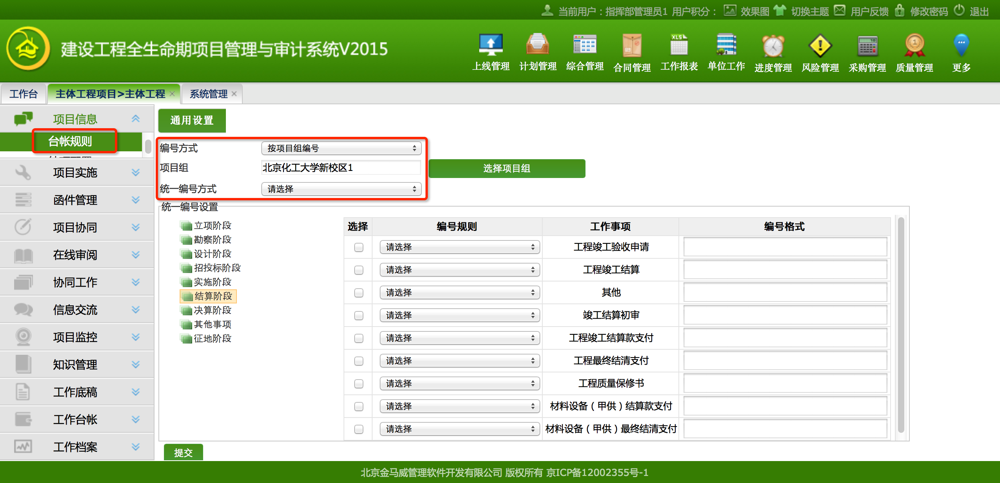 当前用户：指挥部管理员1 用户积分： 效果图 切换主题 用户反馈 修改密码 退出
建设工程全生命期项目管理与审计系统V2015
上线管理 计划管理 综合管理 合同管理 XLS 工作报表 单位工作 进度管理 风险管理 采购管理 质量管理 更多
工作台 主体工程项目>主体工程 × 系统管理 ×
项目信息
台帐规则
项目实施
函件管理
项目协同
在线审阅
协同工作
信息交流
项目监控
知识管理
工作底稿
工作台帐
工作档案
通用设置
编号方式 按项目组编号
项目组 北京化工大学新校区1 选择项目组
统一编号方式 请选择
统一编号设置
立项阶段
勘察阶段
设计阶段
招投标阶段
实施阶段
结算阶段
决算阶段
其他事项
征地阶段
选择 编号规则 工作事项 编号格式
请选择 工程竣工验收申请
请选择 工程竣工结算
请选择 其他
请选择 竣工结算初审
请选择 工程竣工结算款支付
请选择 工程最终结清支付
请选择 工程质量保修书
请选择 材料设备（甲供）结算款支付
请选择 材料设备（甲供）最终结清支付
提交
北京金马威管理软件开发有限公司 版权所有 京ICP备12002355号-1